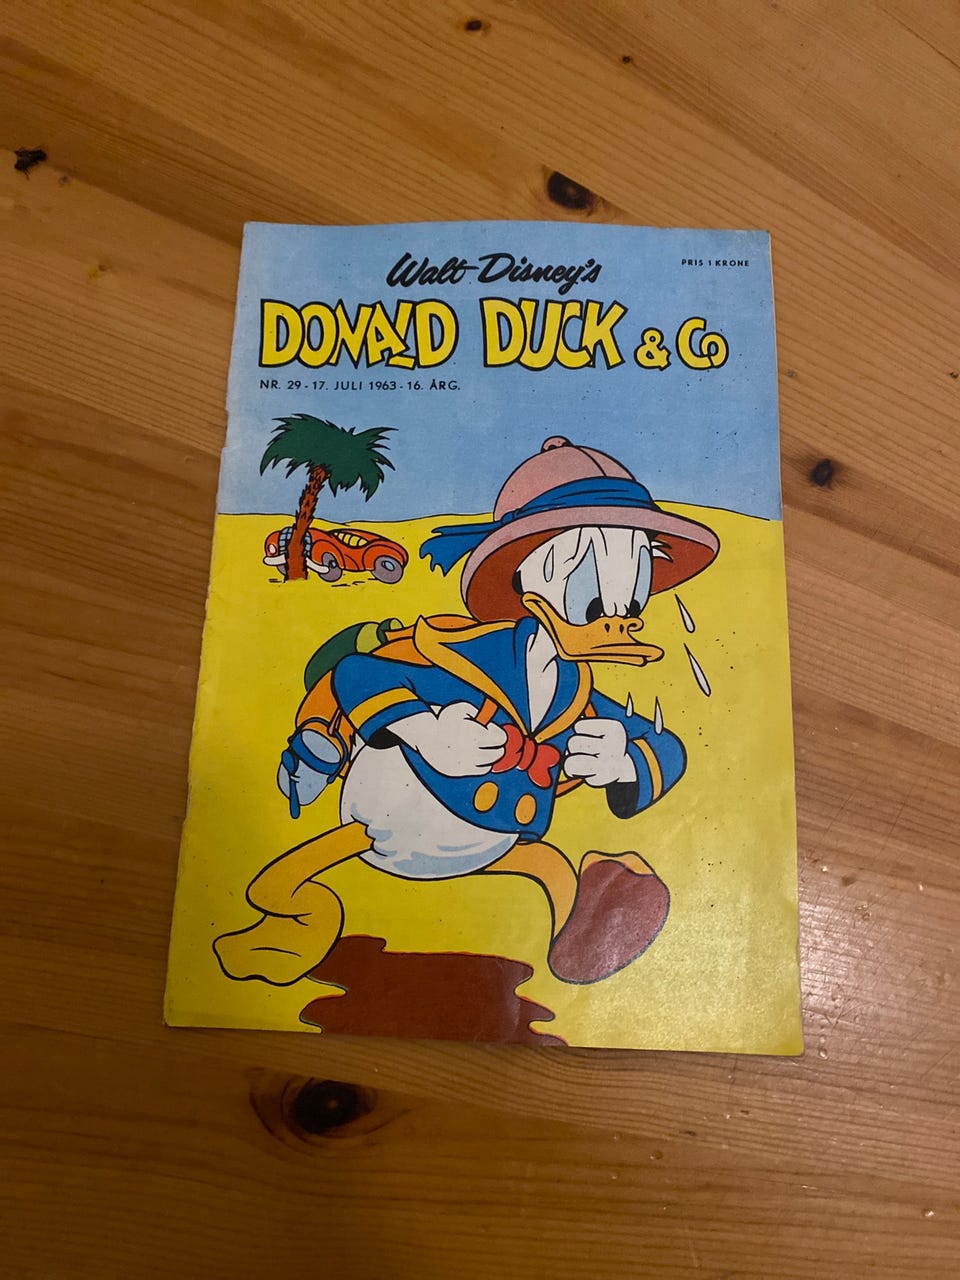 Walt Disney's
PRIS 1 KRONE
DONALD DUCK & Co
NR. 29 - 17. JULI 1963 - 16. ÅRG.